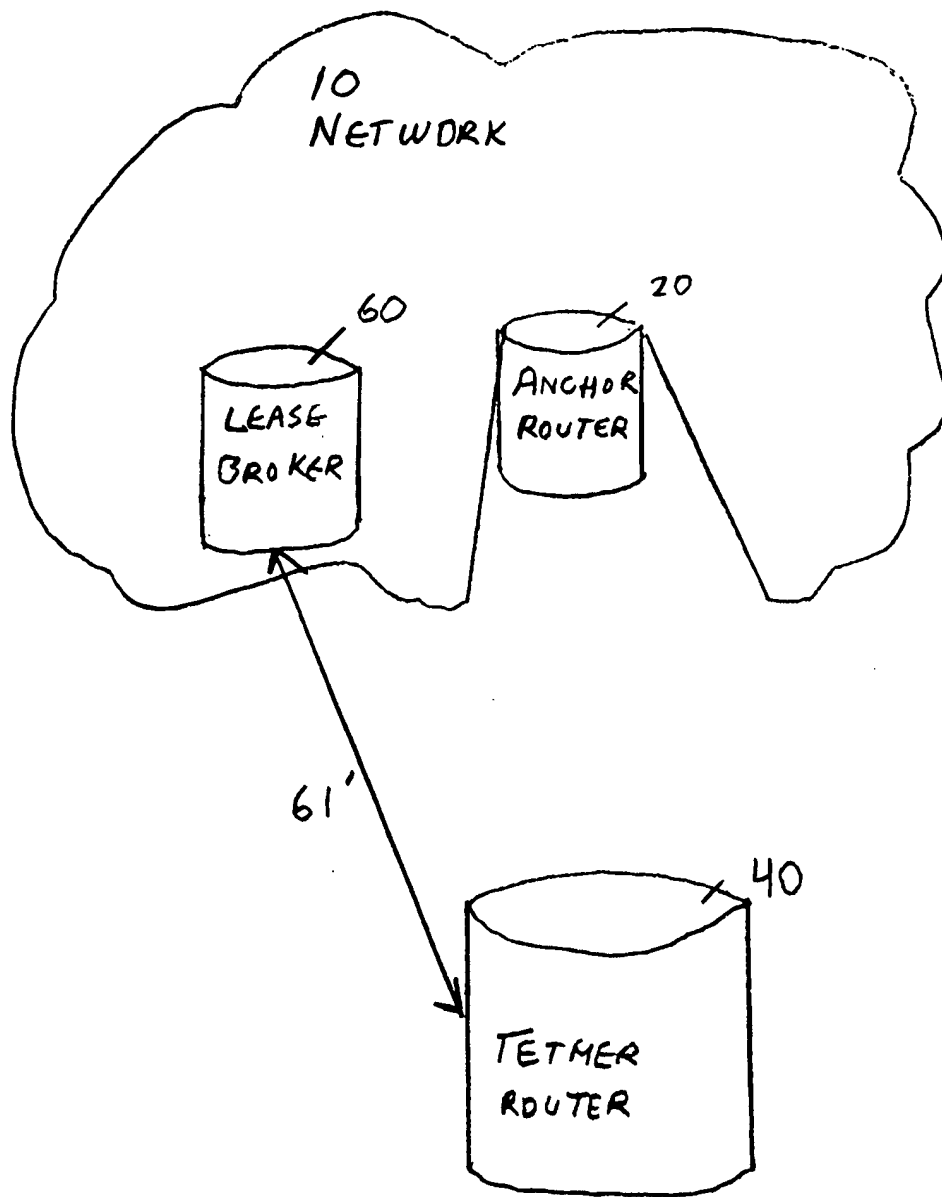 10
NETWORK
60
20
LEASE
BROKER
ANCHOR
ROUTER
61'
40
TETHER
ROUTER